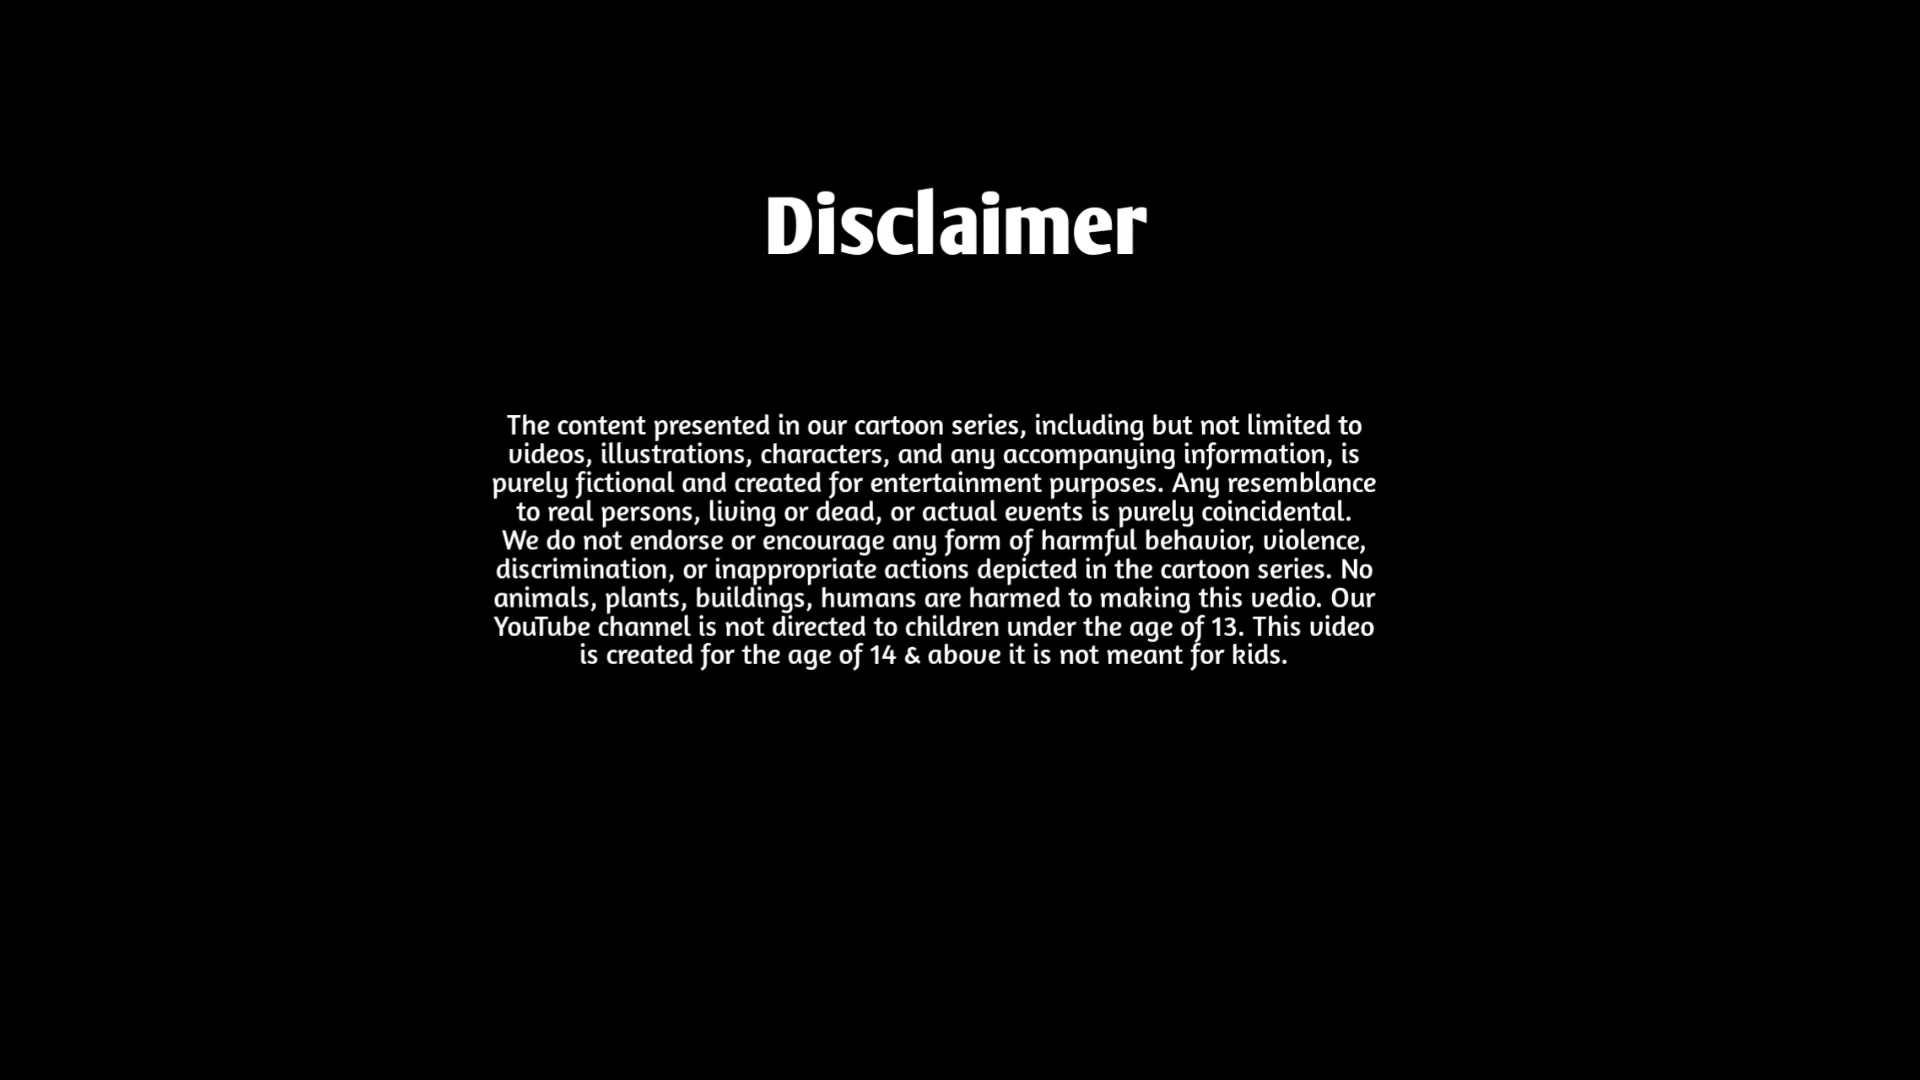 Disclaimer
The content presented in our cartoon series, including but not limited to
videos, illustrations, characters, and any accompanying information, is
purely fictional and created for entertainment purposes. Any resemblance
to real persons, living or dead, or actual events is purely coincidental.
We do not endorse or encourage any form of harmful behavior, violence,
discrimination, or inappropriate actions depicted in the cartoon series. No
animals, plants, buildings, humans are harmed to making this vedio. Our
YouTube channel is not directed to children under the age of 13. This video
is created for the age of 14 & above it is not meant for kids.